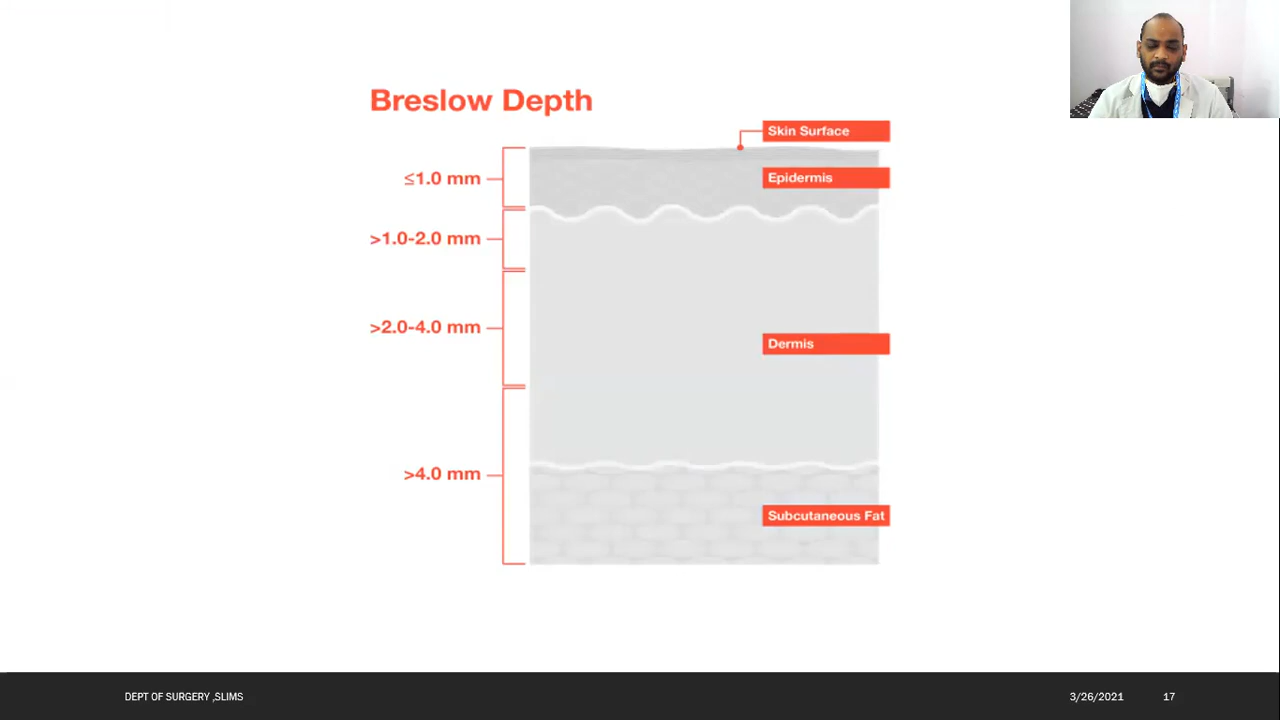 Breslow Depth
Skin Surface
≤1.0 mm
Epidermis
>1.0-2.0 mm
>2.0-4.0 mm
Dermis
>4.0 mm
Subcutaneous Fat
DEPT OF SURGERY ,SLIMS
3/26/2021
17